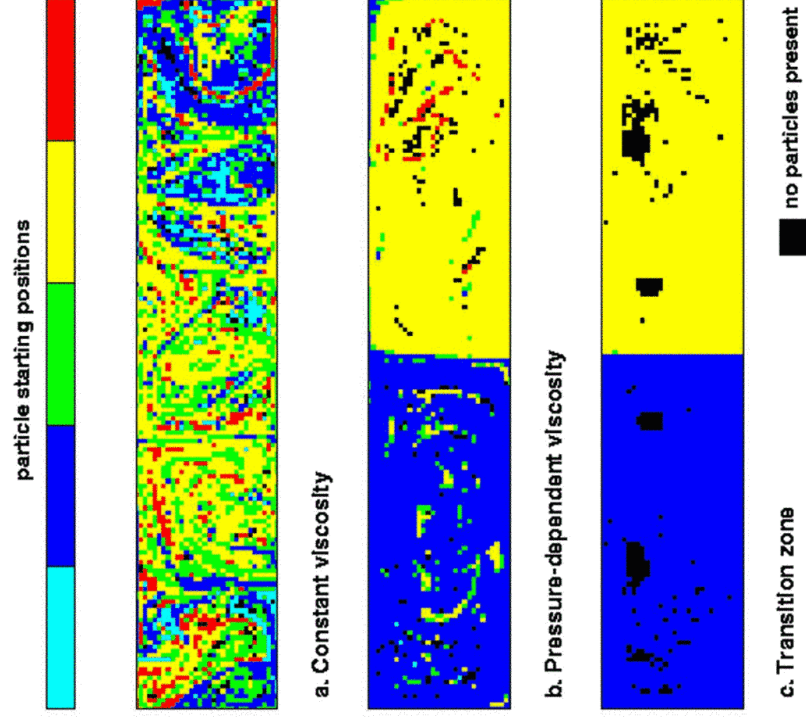 particle starting positions
a. Constant viscosity
b. Pressure-dependent viscosity
c. Transition zone
no particles present